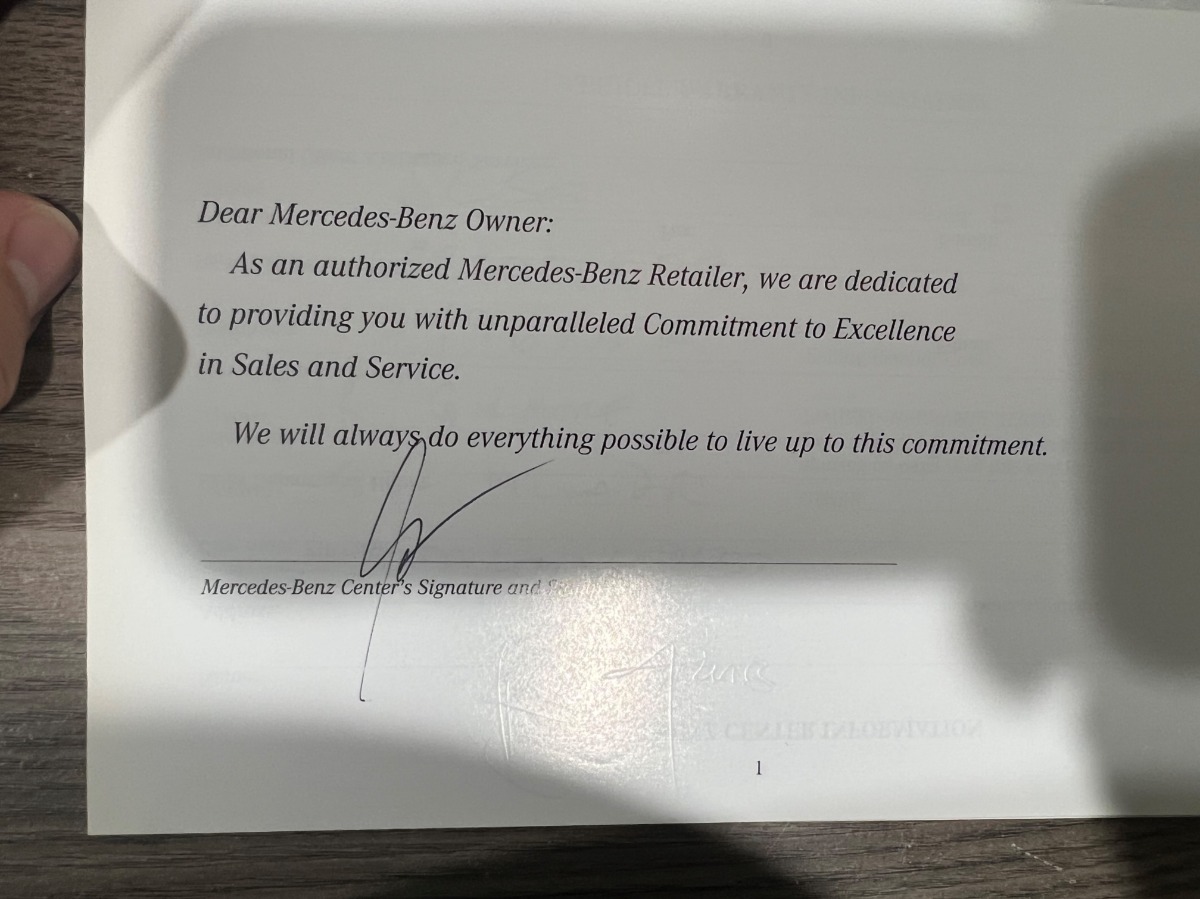 Dear Mercedes-Benz Owner:
As an authorized Mercedes-Benz Retailer, we are dedicated
to providing you with unparalleled Commitment to Excellence
in Sales and Service.
We will always do everything possible to live up to this commitment.
Mercedes-Benz Center's Signature and
1